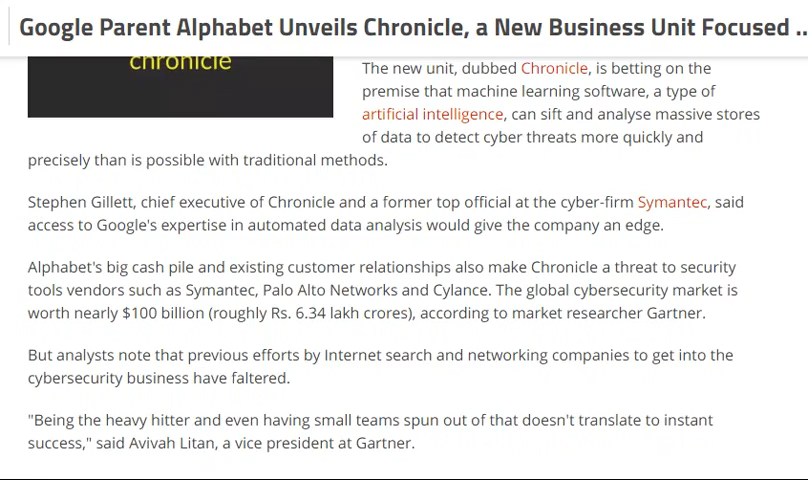 Google Parent Alphabet Unveils Chronicle, a New Business Unit Focused ...
chronicle
The new unit, dubbed Chronicle, is betting on the
premise that machine learning software, a type of
artificial intelligence, can sift and analyse massive stores
of data to detect cyber threats more quickly and
precisely than is possible with traditional methods.
Stephen Gillett, chief executive of Chronicle and a former top official at the cyber-firm Symantec, said
access to Google's expertise in automated data analysis would give the company an edge.
Alphabet's big cash pile and existing customer relationships also make Chronicle a threat to security
tools vendors such as Symantec, Palo Alto Networks and Cylance. The global cybersecurity market is
worth nearly $100 billion (roughly Rs. 6.34 lakh crores), according to market researcher Gartner.
But analysts note that previous efforts by Internet search and networking companies to get into the
cybersecurity business have faltered.
"Being the heavy hitter and even having small teams spun out of that doesn't translate to instant
success," said Avivah Litan, a vice president at Gartner.